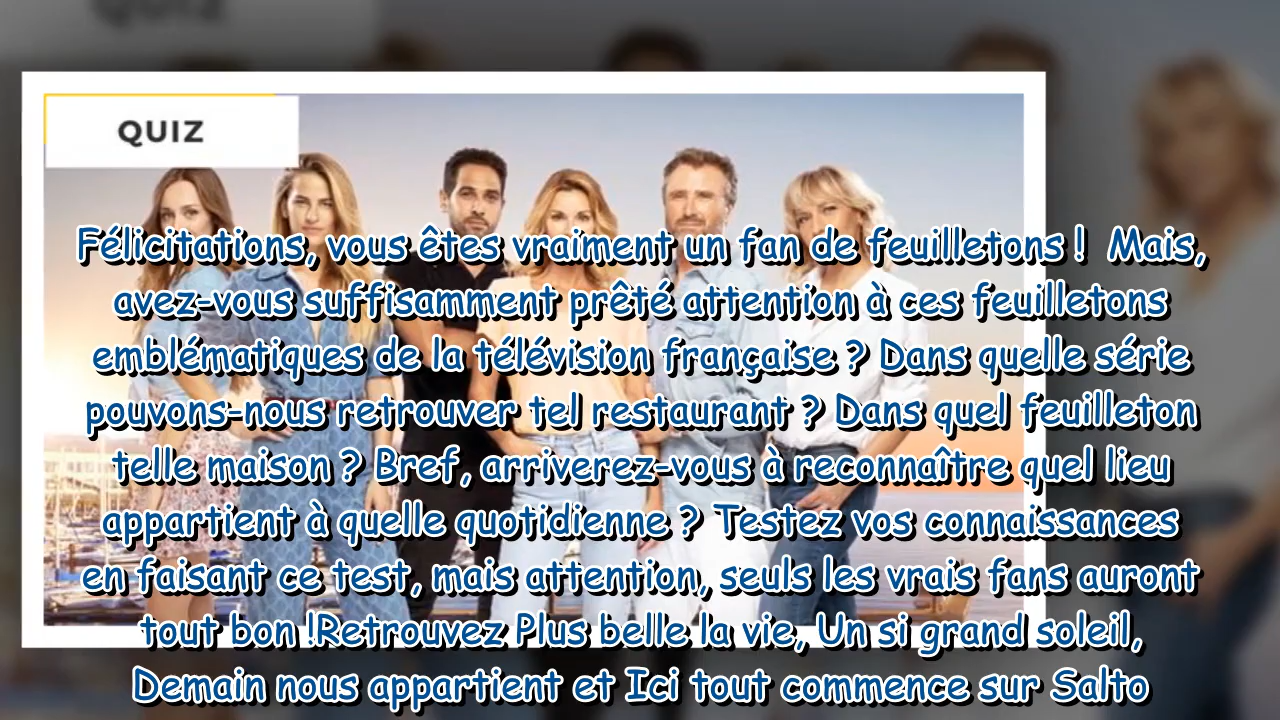 QUIZ
QUIZ
Félicitations, vous êtes vraiment un fan de feuilletons ! Mais,
avez-vous suffisamment prêté attention à ces feuilletons
emblématiques de la télévision française ? Dans quelle série
pouvons-nous retrouver tel restaurant ? Dans quel feuilleton
telle maison ? Bref, arriverez-vous à reconnaître quel lieu
appartient à quelle quotidienne ? Testez vos connaissances
en faisant ce test, mais attention, seuls les vrais fans auront
tout bon !Retrouvez Plus belle la vie, Un si grand soleil,
Demain nous appartient et Ici tout commence sur Salto